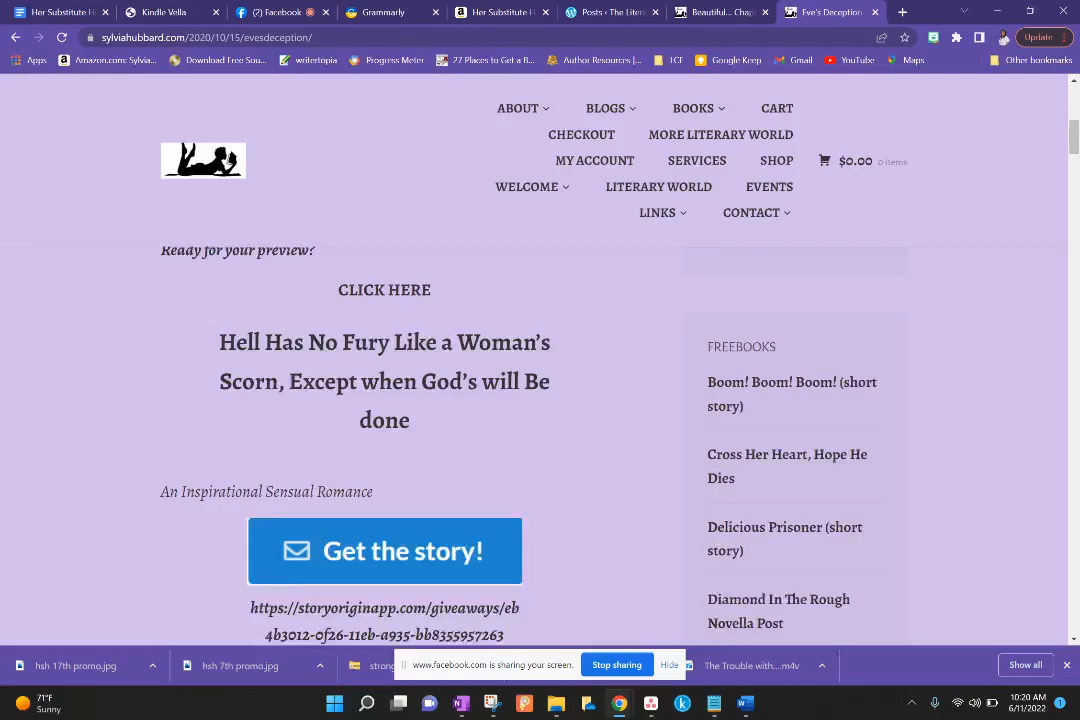 Her Substitute H
Kindle Vella
(2) Facebook
Grammarly
Her Substitute H
Posts ‹ The Liter
Beautiful... Chap
Eve's Deception
sylviahubbard.com/2020/10/15/evesdeception/
Update
Apps
Amazon.com: Sylvia...
Download Free Sou...
writertopia
Progress Meter
27 Places to Get a B...
Author Resources |...
LCF
Google Keep
Gmail
YouTube
Maps
Other bookmarks
ABOUT
BLOGS
BOOKS
CART
CHECKOUT
MORE LITERARY WORLD
MY ACCOUNT
SERVICES
SHOP
$0.00 0 items
WELCOME
LITERARY WORLD
EVENTS
LINKS
CONTACT
Ready for your preview?
CLICK HERE
Hell Has No Fury Like a Woman's
Scorn, Except when God's will Be
done
An Inspirational Sensual Romance
Get the story!
https://storyoriginapp.com/giveaways/eb
4b3012-0f26-11eb-a935-bb8355957263
FREEBOOKS
Boom! Boom! Boom! (short
story)
Cross Her Heart, Hope He
Dies
Delicious Prisoner (short
story)
Diamond In The Rough
Novella Post
hsh 17th promo.jpg
hsh 7th promo.jpg
stron
www.facebook.com is sharing your screen.
Stop sharing
Hide
The Trouble with....m4v
Show all
71°F
Sunny
10:20 AM
6/11/2022
1